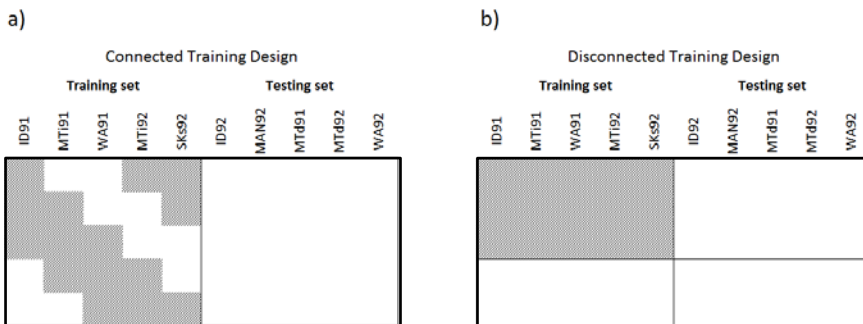 a)
Connected Training Design
Training set Testing set
ID91 MTi91 WA91 MTi92 SKs92 ID92 MAN92 MTd91 MTd92 WA92
b)
Disconnected Training Design
Training set Testing set
ID91 MTi91 WA91 MTi92 SKs92 ID92 MAN92 MTd91 MTd92 WA92